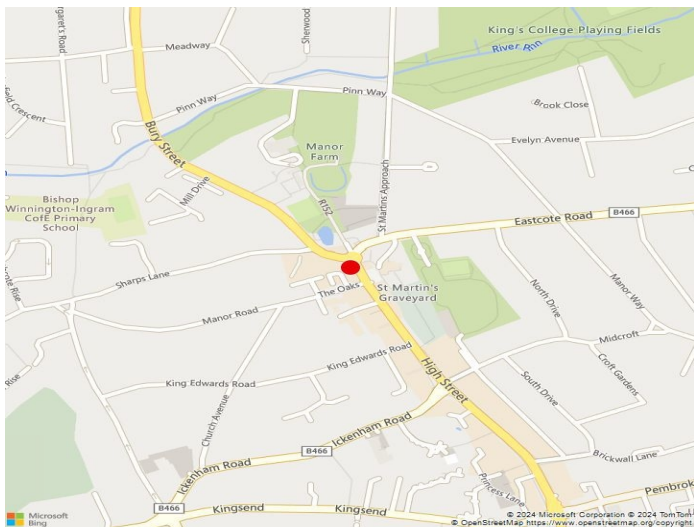 King's College Playing Fields
River Pinn
Sherwood
Meadway
Pinn Way
Pinn Way
Brook Close
Evelyn Avenue
Bury Street
Manor
Farm
Mill Drive
R152
St Martins Approach
Bishop
Winnington-Ingram
CofE Primary
School
B466
Eastcote Road
Sharps Lane
The Oaks
St Martin's
Graveyard
North Drive
Manor Way
Manor Road
Midcroft
King Edwards Road
King Edwards Road
High Street
South Drive
Croft Gardens
Church Avenue
Ickenham Road
B466
Ickenham Road
Brickwall Lane
Princess Lane
B466
Kingsend
Kingsend
Pembrok
Microsoft
Bing
© 2024 Microsoft Corporation © 2024 TomTom
© OpenStreetMap https://www.openstreetmap.org/copyright